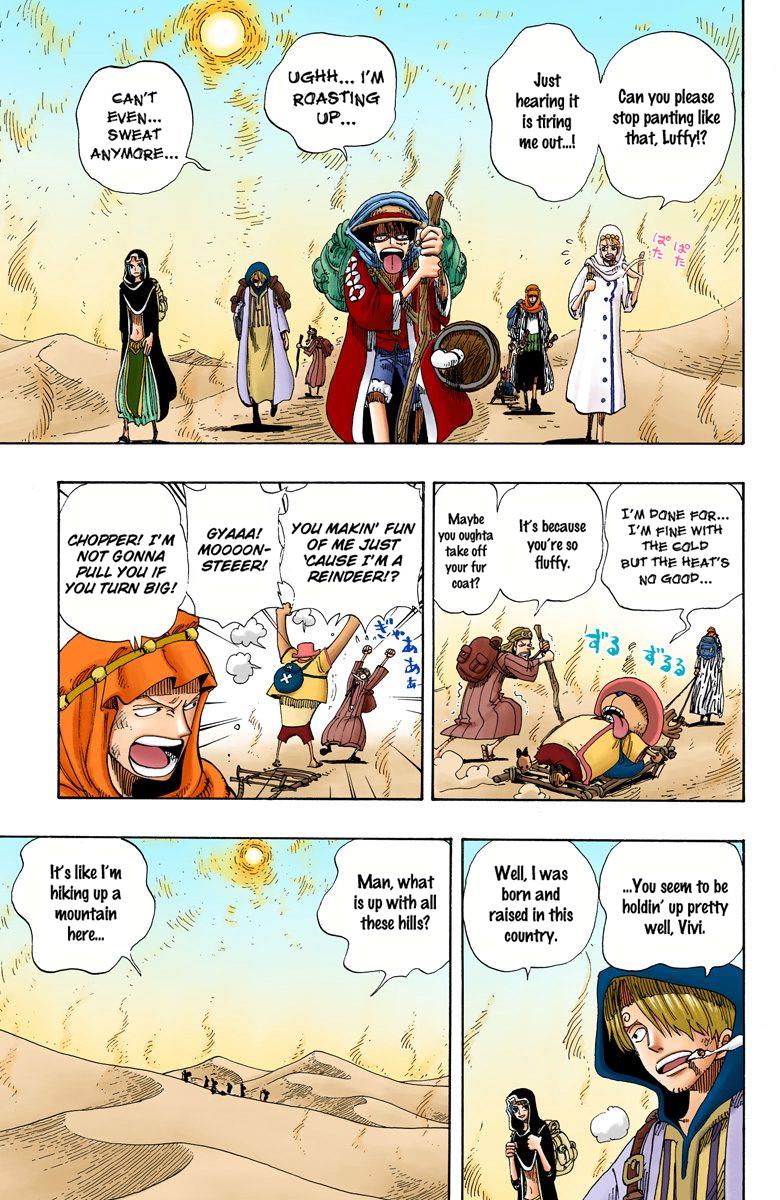 Can you please
stop panting like
that, Luffy!?
Just
hearing it
is tiring
me out...!
UGHH... I'M
ROASTING
UP...
CAN'T
EVEN...
SWEAT
ANYMORE...
ぱた
ぱた
I'M DONE FOR...
I'M FINE WITH
THE COLD
BUT THE HEAT'S
NO GOOD...
It's because
you're so
fluffy.
Maybe
you oughta
take off
your fur
coat?
ずる
ずるる
YOU MAKIN' FUN
OF ME JUST
'CAUSE I'M A
REINDEER!?
GYAAA!
MOOOON-
STEEER!
ぎゃあああ
CHOPPER! I'M
NOT GONNA
PULL YOU IF
YOU TURN BIG!
...You seem to be
holdin' up pretty
well, Vivi.
Well, I was
born and
raised in this
country.
Man, what
is up with all
these hills?
It's like I'm
hiking up a
mountain
here...